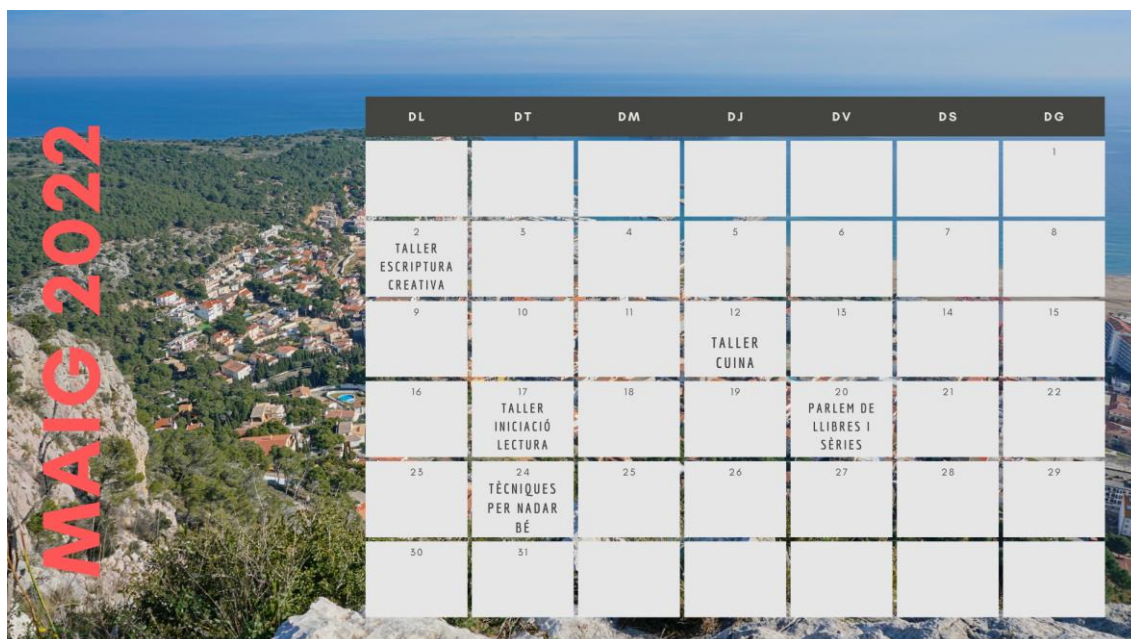 MAIG 2022
DL DT DM DJ DV DS DG
1
2 3 4 5 6 7 8
TALLER
ESCRIPTURA
CREATIVA
9 10 11 12 13 14 15
TALLER
CUINA
16 17 18 19 20 21 22
TALLER
INICIACIÓ
LECTURA
PARLEM DE
LLIBRES I
SÈRIES
23 24 25 26 27 28 29
TÈCNIQUES
PER NADAR
BÉ
30 31